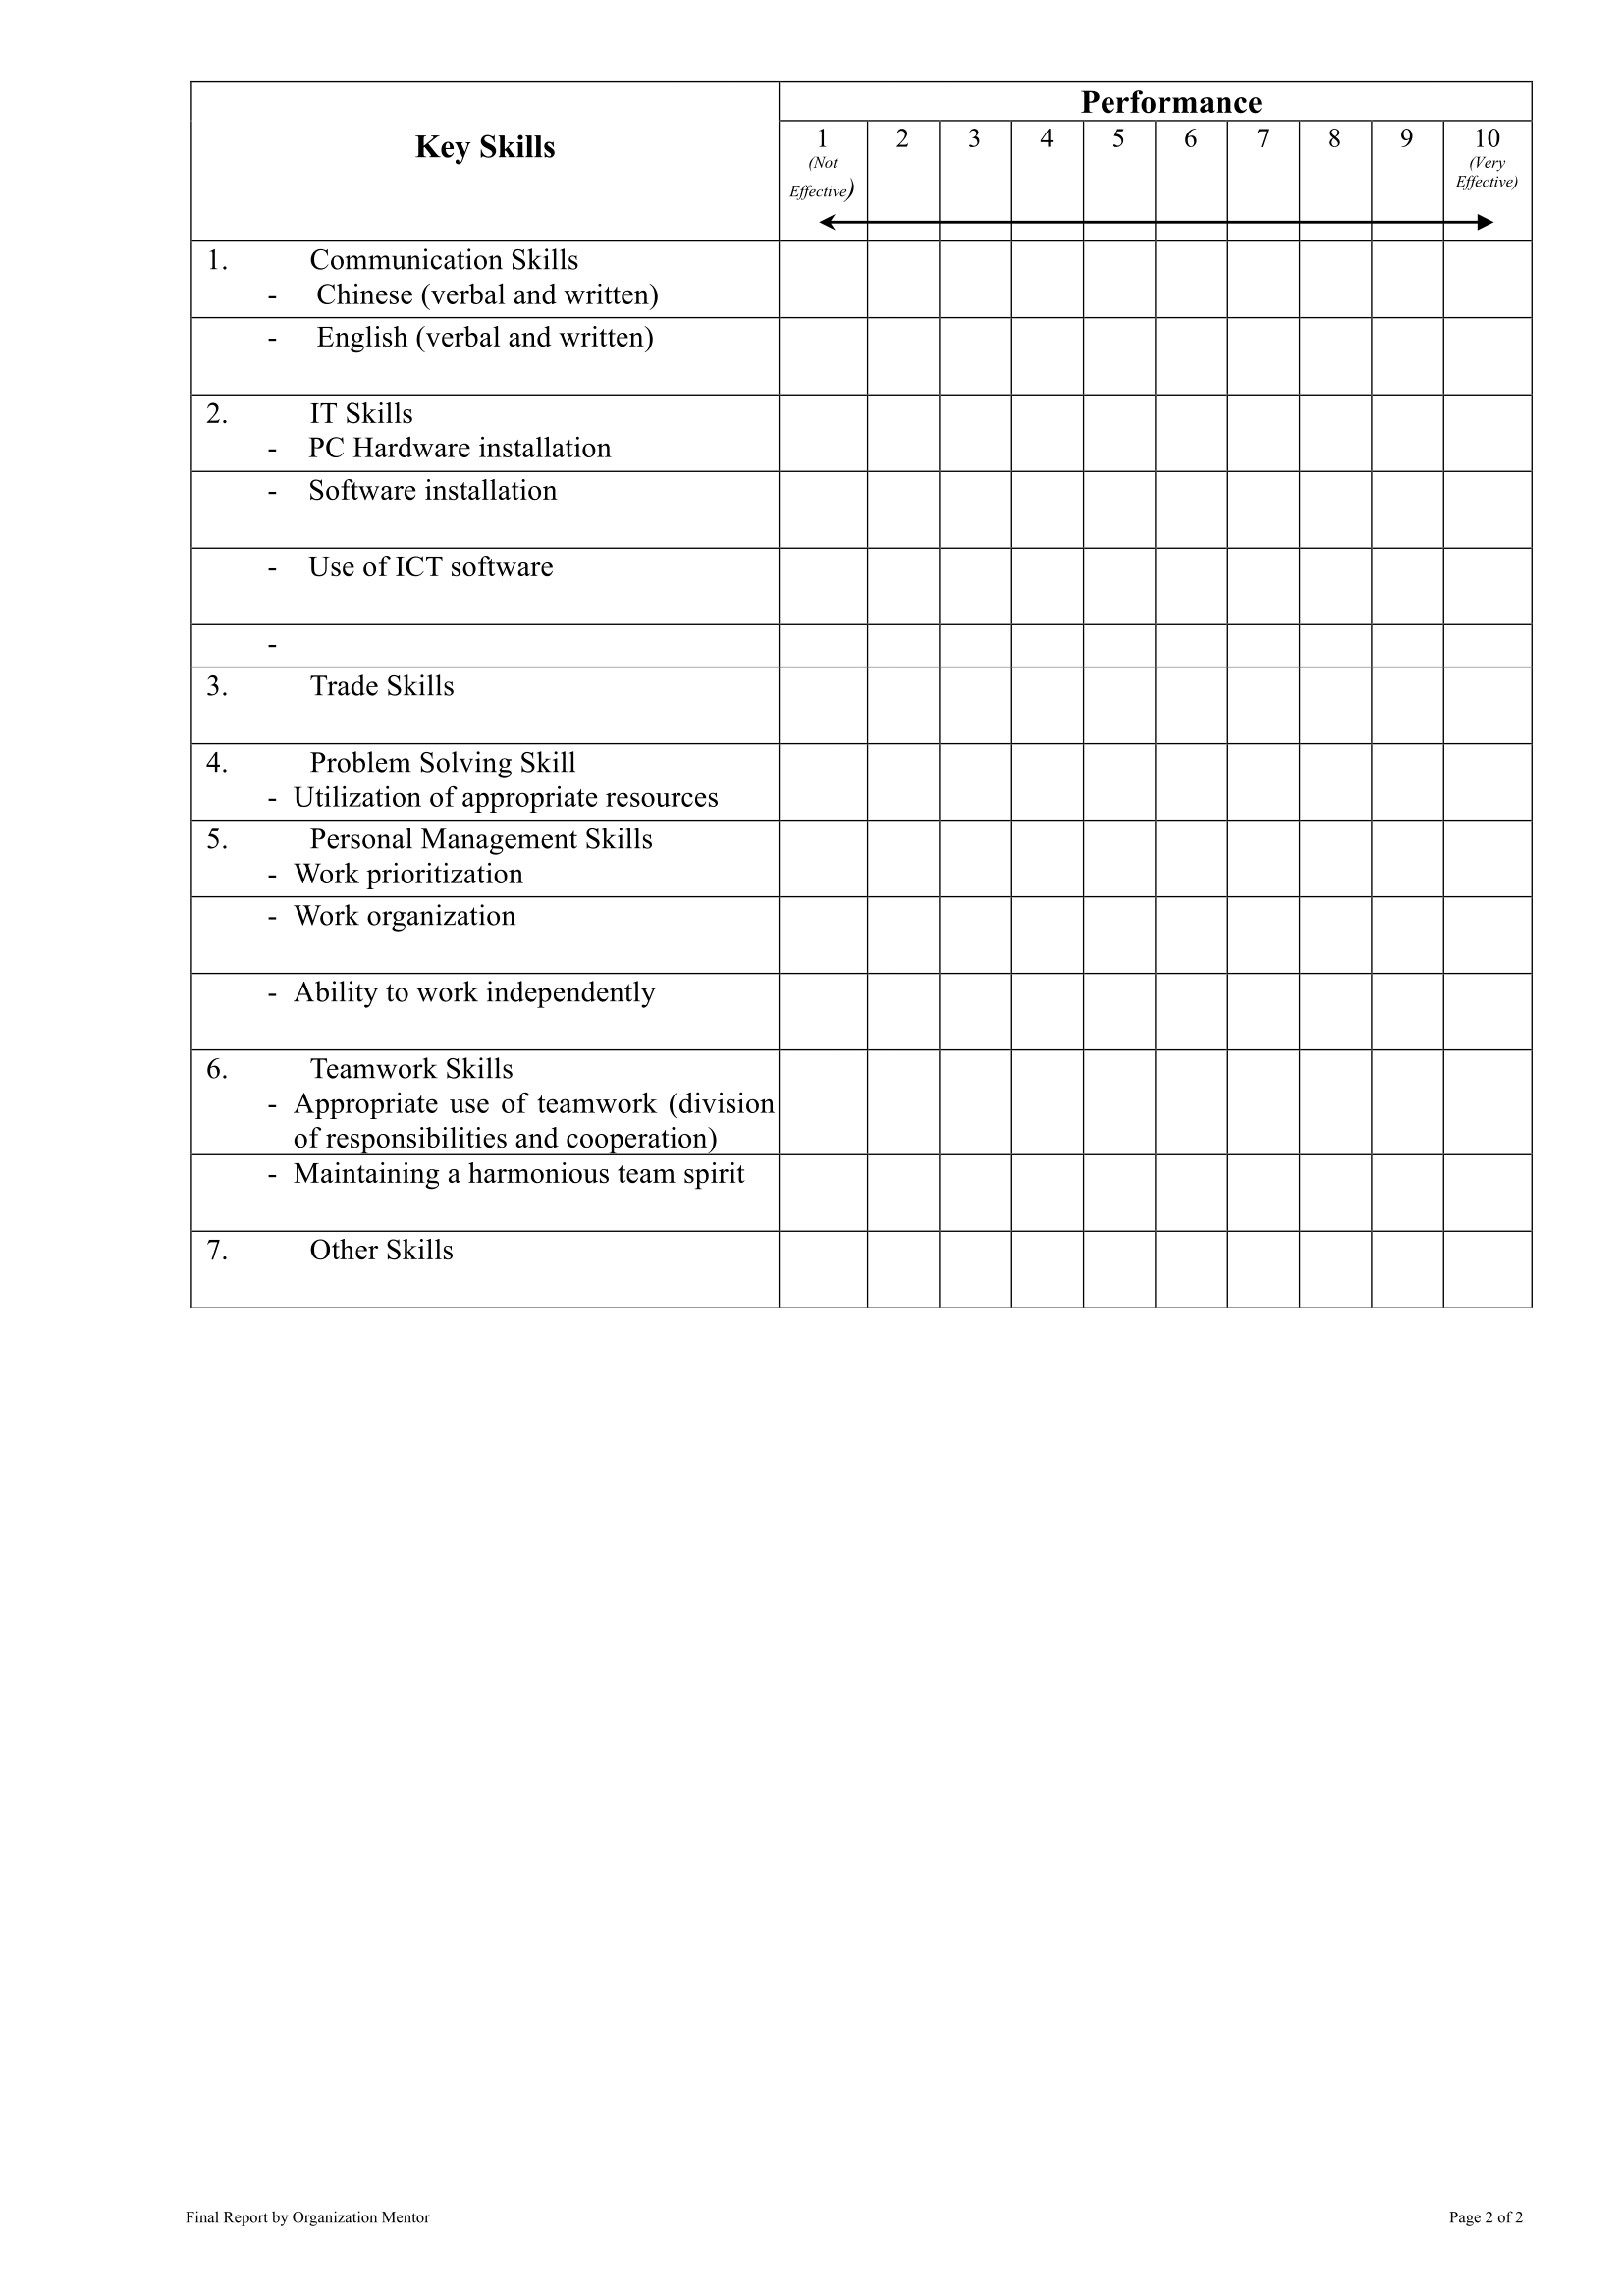 Key Skills
Performance
1 2 3 4 5 6 7 8 9 10
(Not
Effective)
(Very
Effective)
1. Communication Skills
- Chinese (verbal and written)
- English (verbal and written)
2. IT Skills
- PC Hardware installation
- Software installation
- Use of ICT software
-
3. Trade Skills
4. Problem Solving Skill
- Utilization of appropriate resources
5. Personal Management Skills
- Work prioritization
- Work organization
- Ability to work independently
6. Teamwork Skills
- Appropriate use of teamwork (division
of responsibilities and cooperation)
- Maintaining a harmonious team spirit
7. Other Skills
Final Report by Organization Mentor
Page 2 of 2